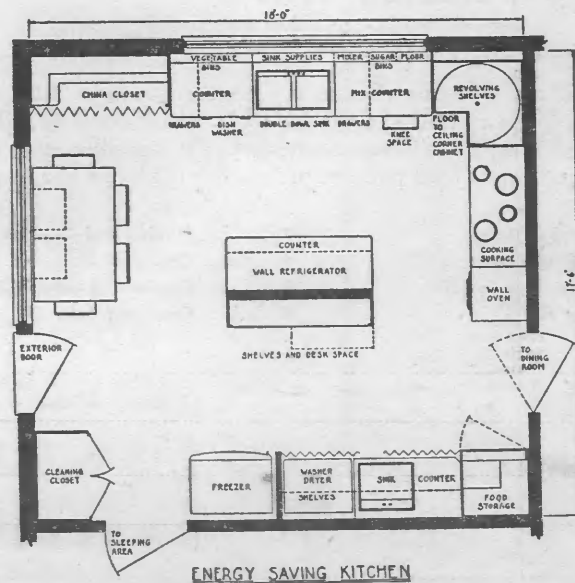 18'-0"
VEGETABLE
BINS
SINK SUPPLIES
MIXER
SUGAR
FLOUR
BINS
CHINA CLOSET
COUNTER
MIX COUNTER
REVOLVING
SHELVES
DRAWERS
DISH
WASHER
DOUBLE BOWL SINK
DRAWERS
KNEE
SPACE
FLOOR
TO
CEILING
CORNER
CABINET
COOKING
SURFACE
WALL
OVEN
COUNTER
WALL REFRIGERATOR
SHELVES AND DESK SPACE
17'-6"
EXTERIOR
DOOR
TO
DINING
ROOM
CLEANING
CLOSET
FREEZER
WASHER
DRYER
SHELVES
SINK
COUNTER
FOOD
STORAGE
TO
SLEEPING
AREA
ENERGY SAVING KITCHEN